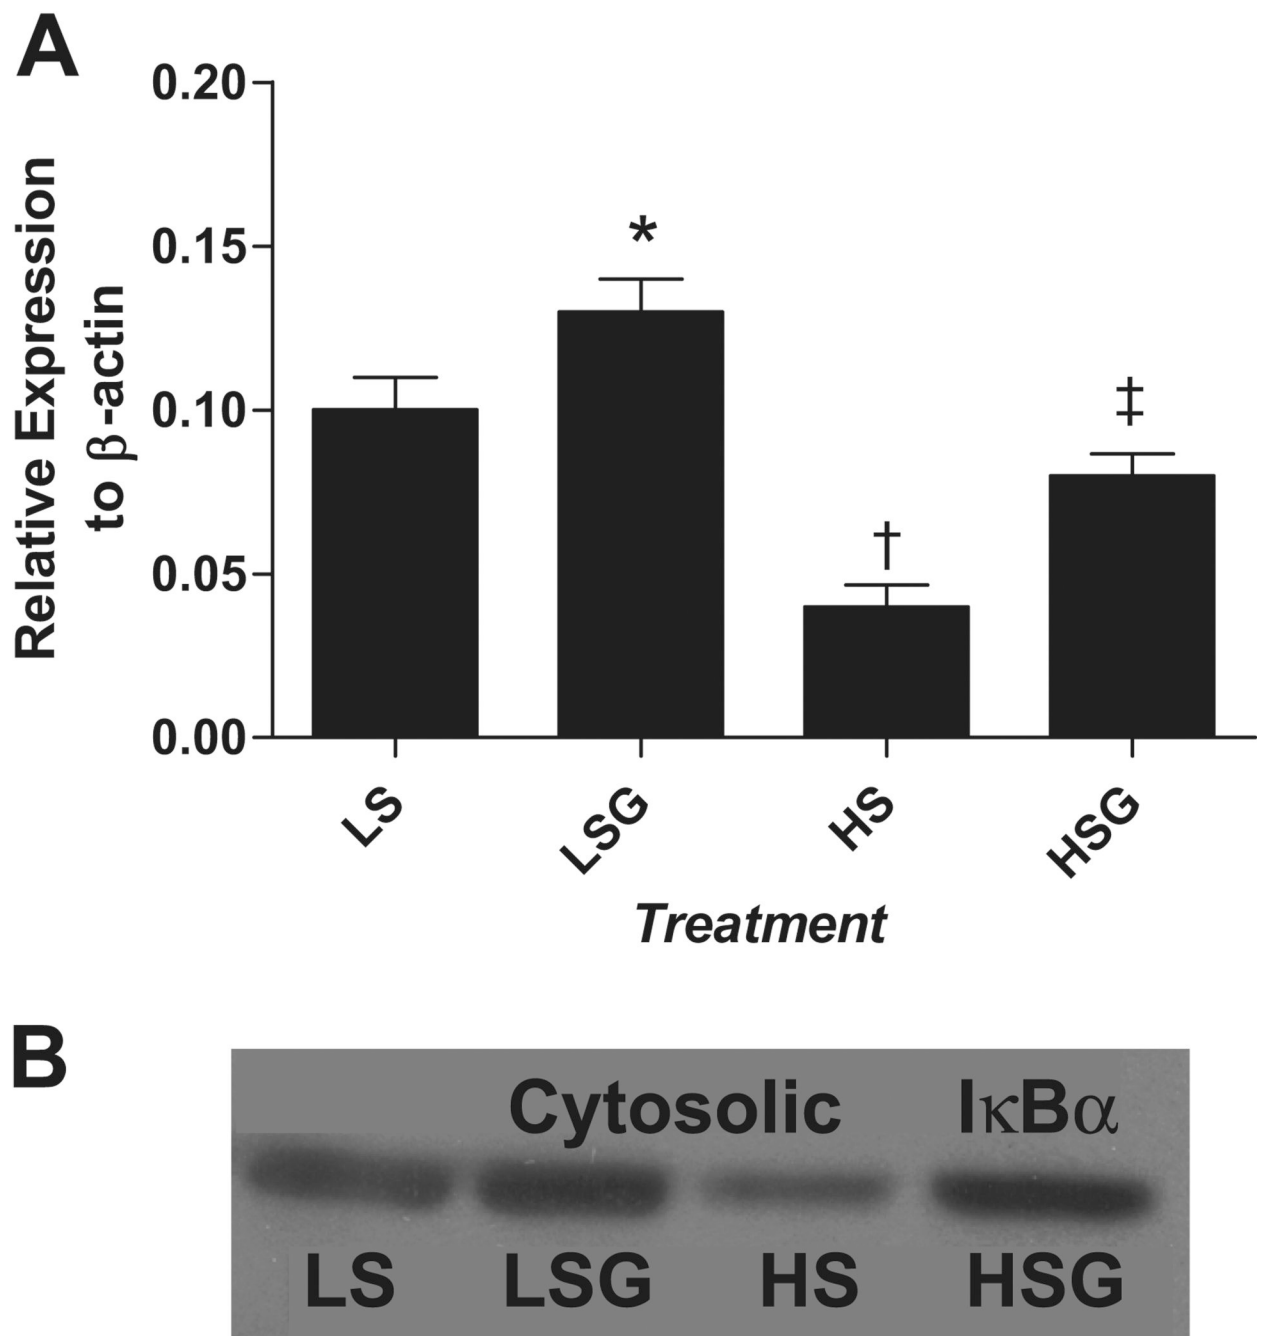 A
0.20
0.15
0.10
0.05
0.00
Relative Expression
to β-actin
*
†
‡
LS
LSG
HS
HSG
Treatment
B
Cytosolic IκBα
LS LSG HS HSG